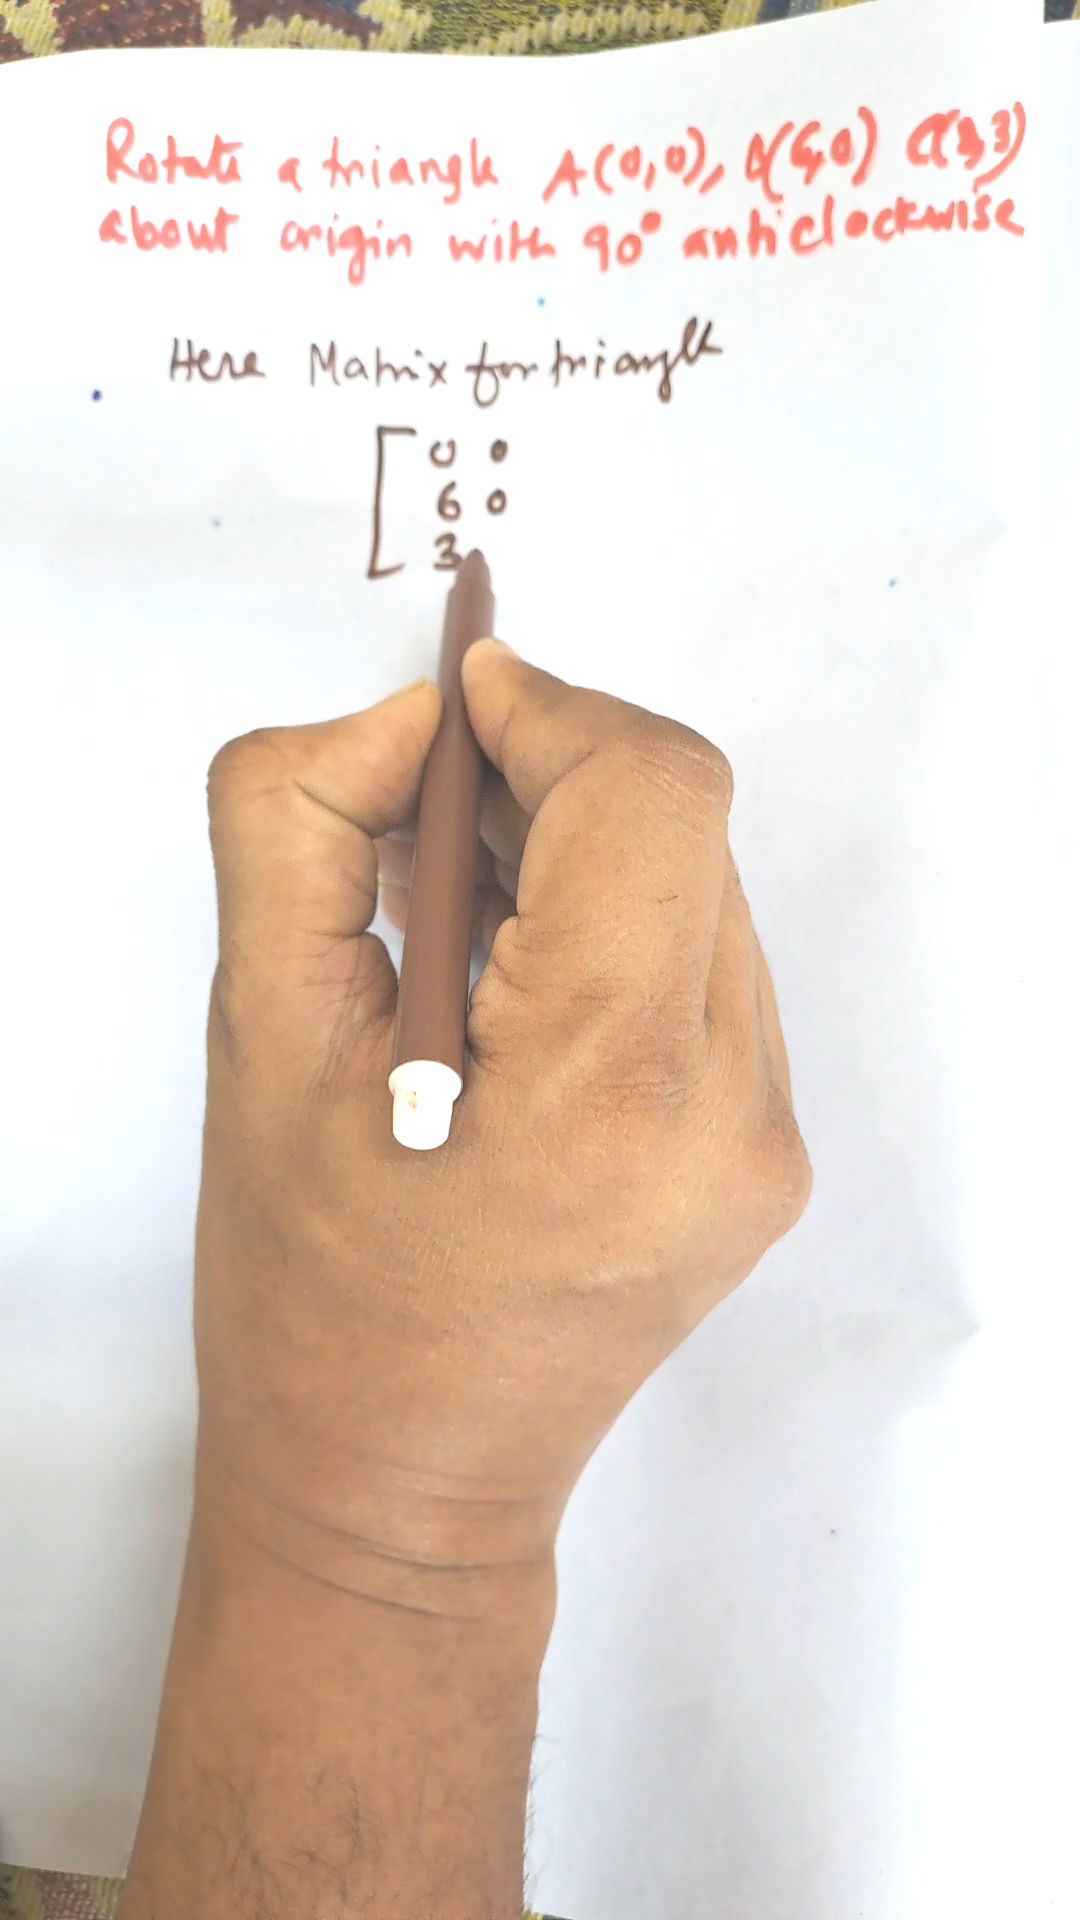 Rotate a triangle A(0,0), B(6,0) C(3,3)
about origin with 90° anticlockwise
Here Matrix for triangle
0 0
6 0
3